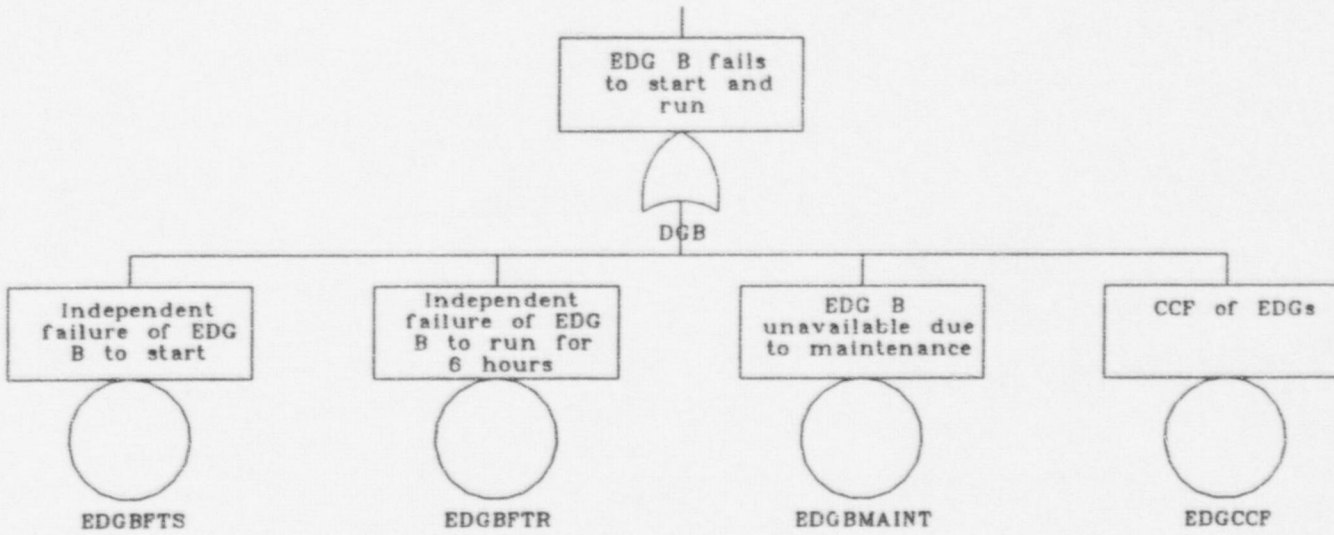 EDG B fails
to start and
run
DGB
Independent
failure of EDG
B to start
Independent
failure of EDG
B to run for
6 hours
EDG B
unavailable due
to maintenance
CCF of EDGs
EDGBFTS
EDGBFTR
EDGBMAINT
EDGCCF